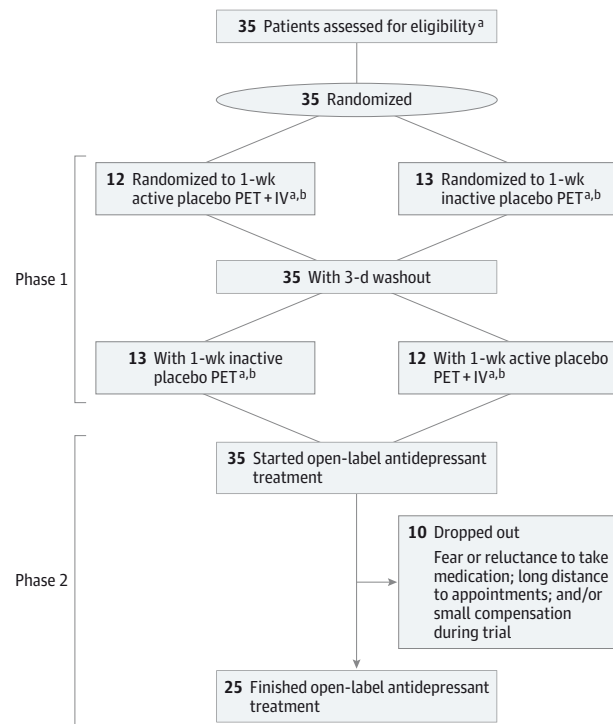 35 Patients assessed for eligibility a
35 Randomized
Phase 1
12 Randomized to 1-wk
active placebo PET + IV a,b
13 Randomized to 1-wk
inactive placebo PET a,b
35 With 3-d washout
13 With 1-wk inactive
placebo PET a,b
12 With 1-wk active placebo
PET + IV a,b
Phase 2
35 Started open-label antidepressant
treatment
10 Dropped out
Fear or reluctance to take
medication; long distance
to appointments; and/or
small compensation
during trial
25 Finished open-label antidepressant
treatment